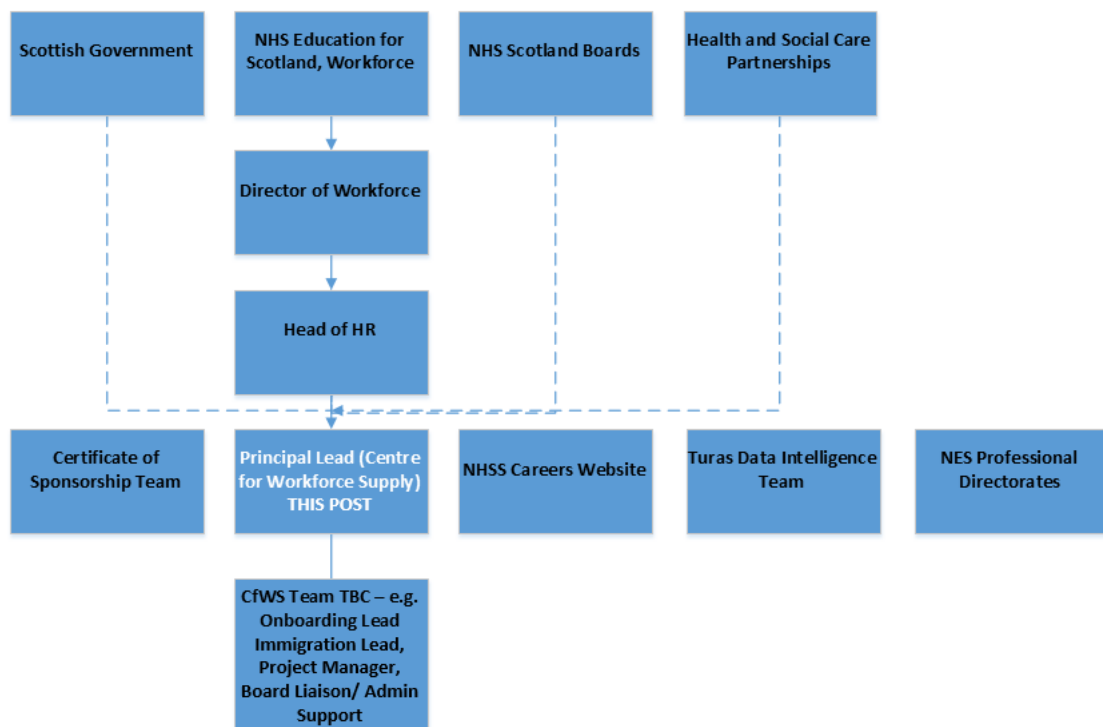 Scottish Government
NHS Education for
Scotland, Workforce
NHS Scotland Boards
Health and Social Care
Partnerships
Director of Workforce
Head of HR
Certificate of
Sponsorship Team
Principal Lead (Centre
for Workforce Supply)
THIS POST
NHSS Careers Website
Turas Data Intelligence
Team
NES Professional
Directorates
CfWS Team TBC – e.g.
Onboarding Lead
Immigration Lead,
Project Manager,
Board Liaison/ Admin
Support